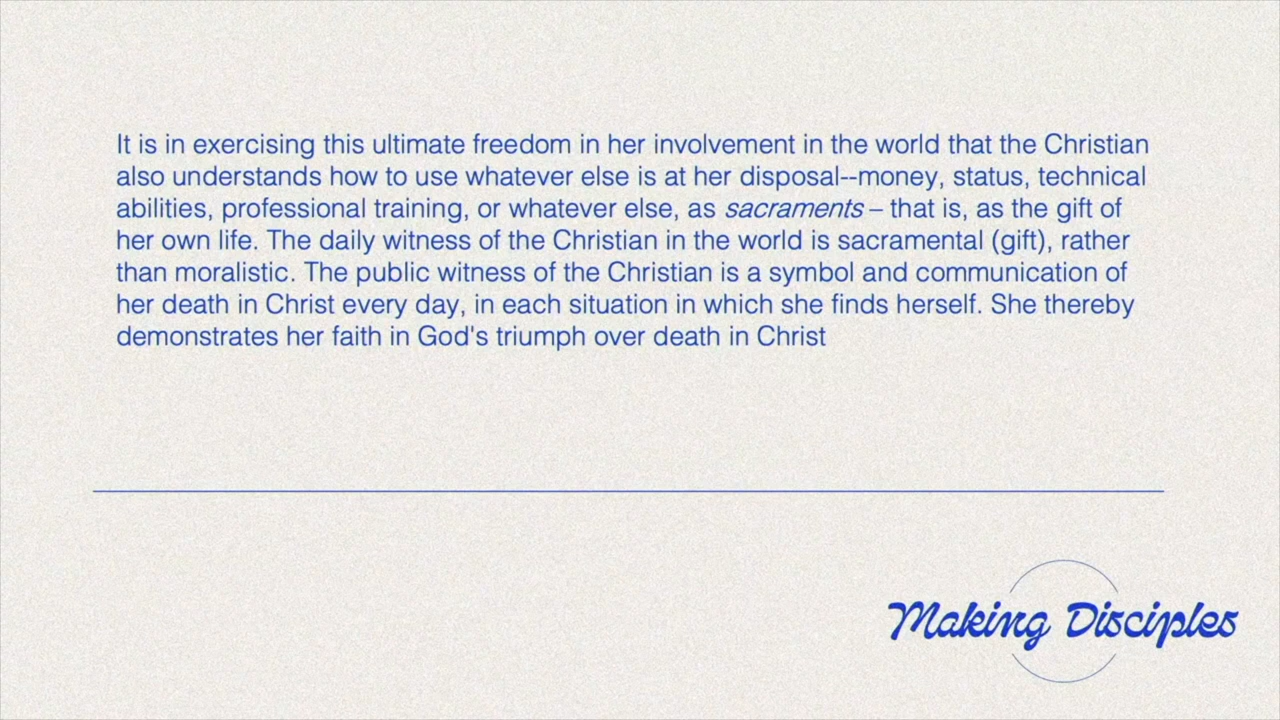 It is in exercising this ultimate freedom in her involvement in the world that the Christian
also understands how to use whatever else is at her disposal--money, status, technical
abilities, professional training, or whatever else, as sacraments – that is, as the gift of
her own life. The daily witness of the Christian in the world is sacramental (gift), rather
than moralistic. The public witness of the Christian is a symbol and communication of
her death in Christ every day, in each situation in which she finds herself. She thereby
demonstrates her faith in God's triumph over death in Christ
Making Disciples